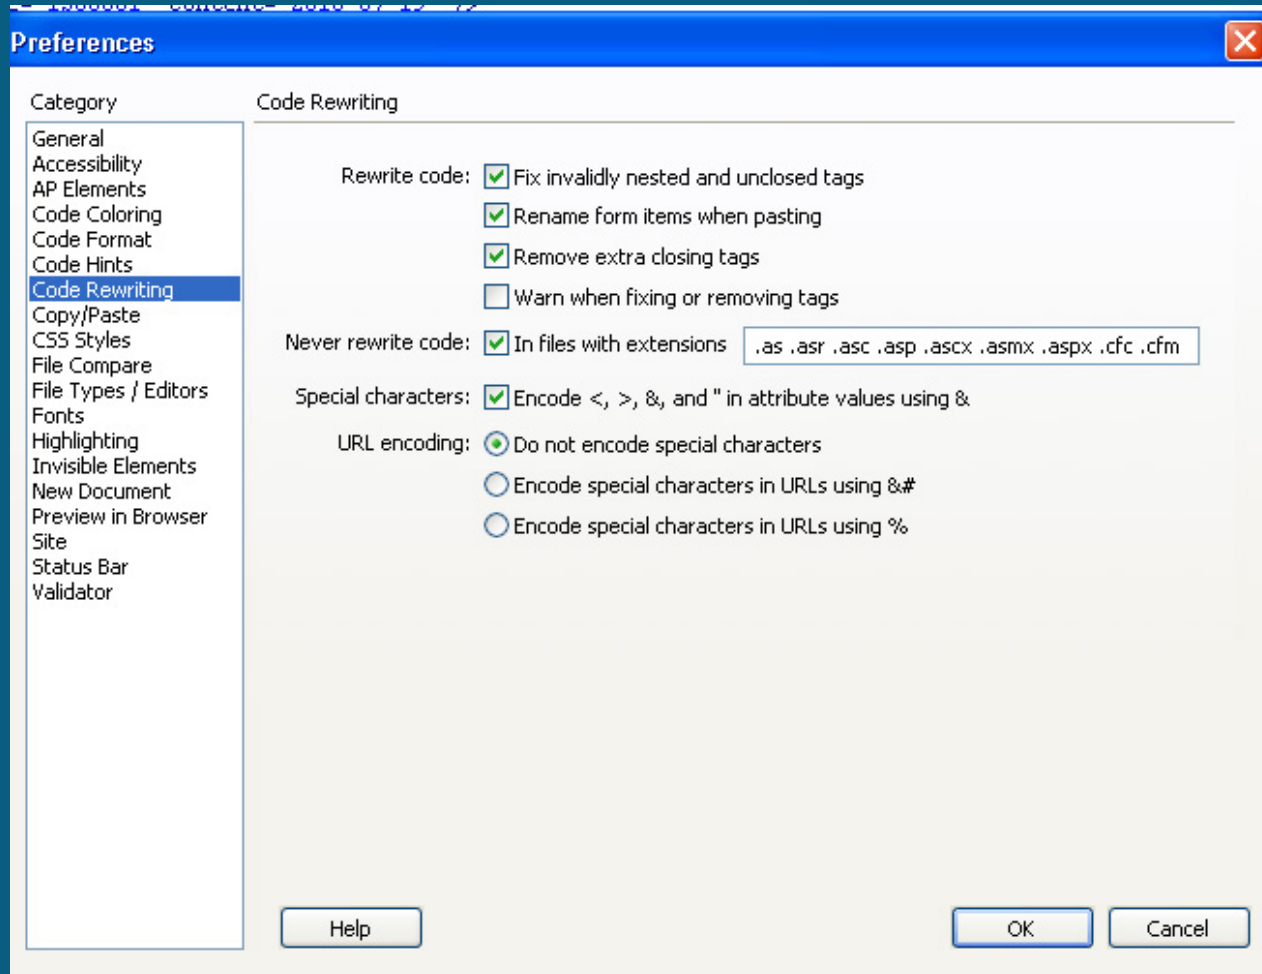 Preferences
Category
General
Accessibility
AP Elements
Code Coloring
Code Format
Code Hints
Code Rewriting
Copy/Paste
CSS Styles
File Compare
File Types / Editors
Fonts
Highlighting
Invisible Elements
New Document
Preview in Browser
Site
Status Bar
Validator
Code Rewriting
Rewrite code: Fix invalidly nested and unclosed tags
Rename form items when pasting
Remove extra closing tags
Warn when fixing or removing tags
Never rewrite code: In files with extensions .as .asr .asc .asp .ascx .asmx .aspx .cfc .cfm
Special characters: Encode <, >, &, and " in attribute values using &
URL encoding: Do not encode special characters
Encode special characters in URLs using &#
Encode special characters in URLs using %
Help OK Cancel